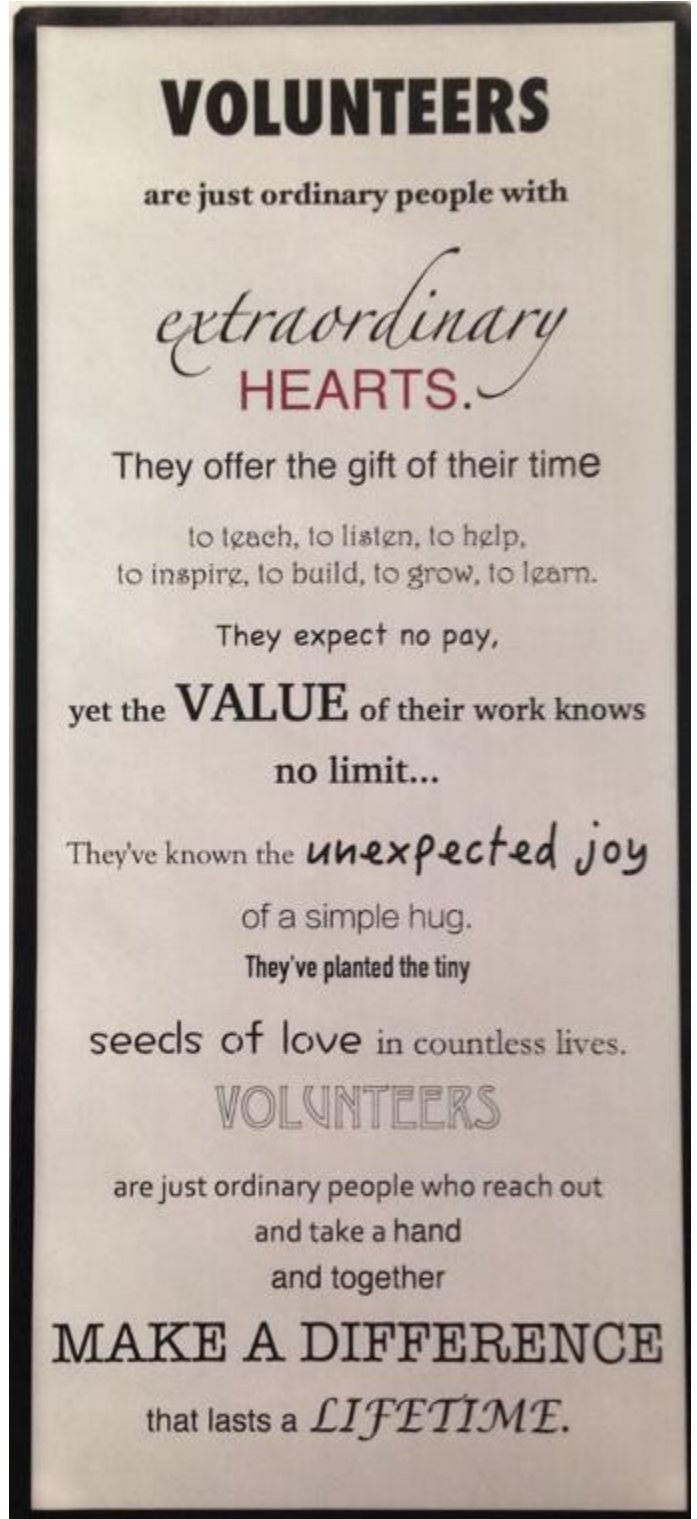 VOLUNTEERS
are just ordinary people with
extraordinary
HEARTS.
They offer the gift of their time
to teach, to listen, to help,
to inspire, to build, to grow, to learn.
They expect no pay,
yet the VALUE of their work knows
no limit...
They've known the unexpected joy
of a simple hug.
They've planted the tiny
seeds of love in countless lives.
VOLUNTEERS
are just ordinary people who reach out
and take a hand
and together
MAKE A DIFFERENCE
that lasts a LIFETIME.